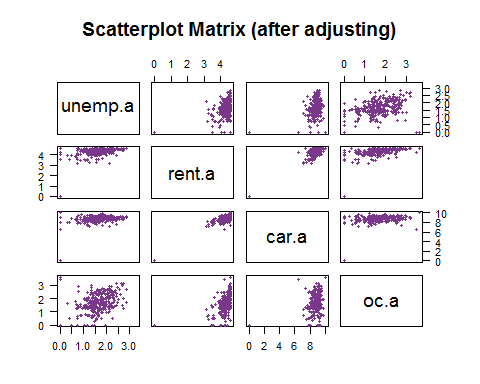 Scatterplot Matrix (after adjusting)
0 1 2 3 4
0 1 2 3
unemp.a
0.0 0.5 1.0 1.5 2.0 2.5 3.0
0 1 2 3 4
rent.a
car.a
0 2 4 6 8 10
0 1 2 3
oc.a
0.0 1.0 2.0 3.0
0 2 4 6 8